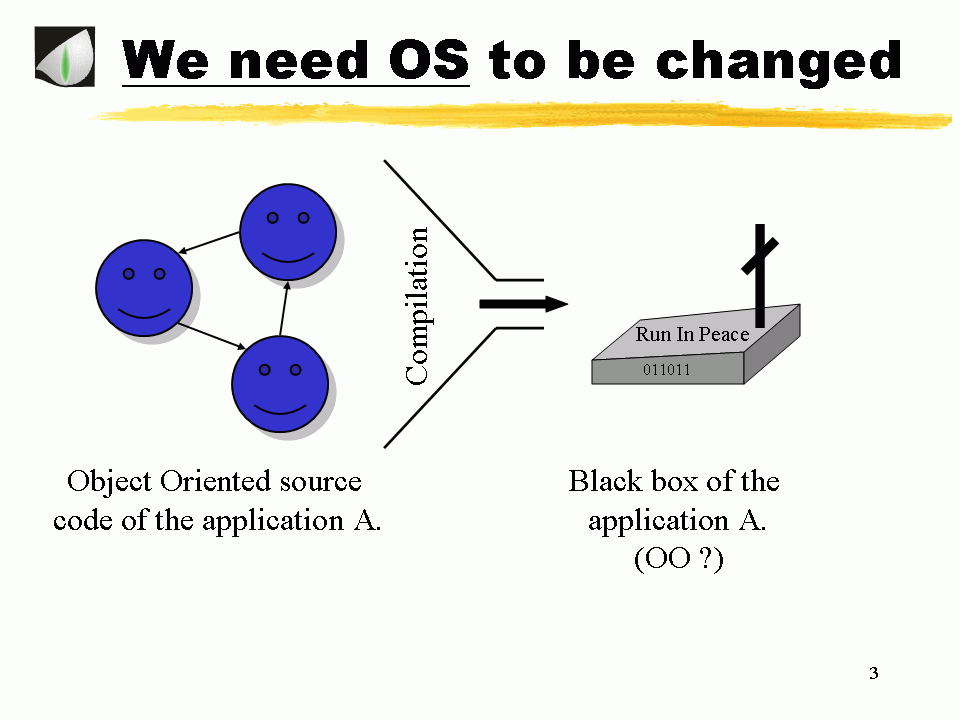 We need OS to be changed
Compilation
Run In Peace
011011
Object Oriented source
code of the application A.
Black box of the
application A.
(OO ?)
3